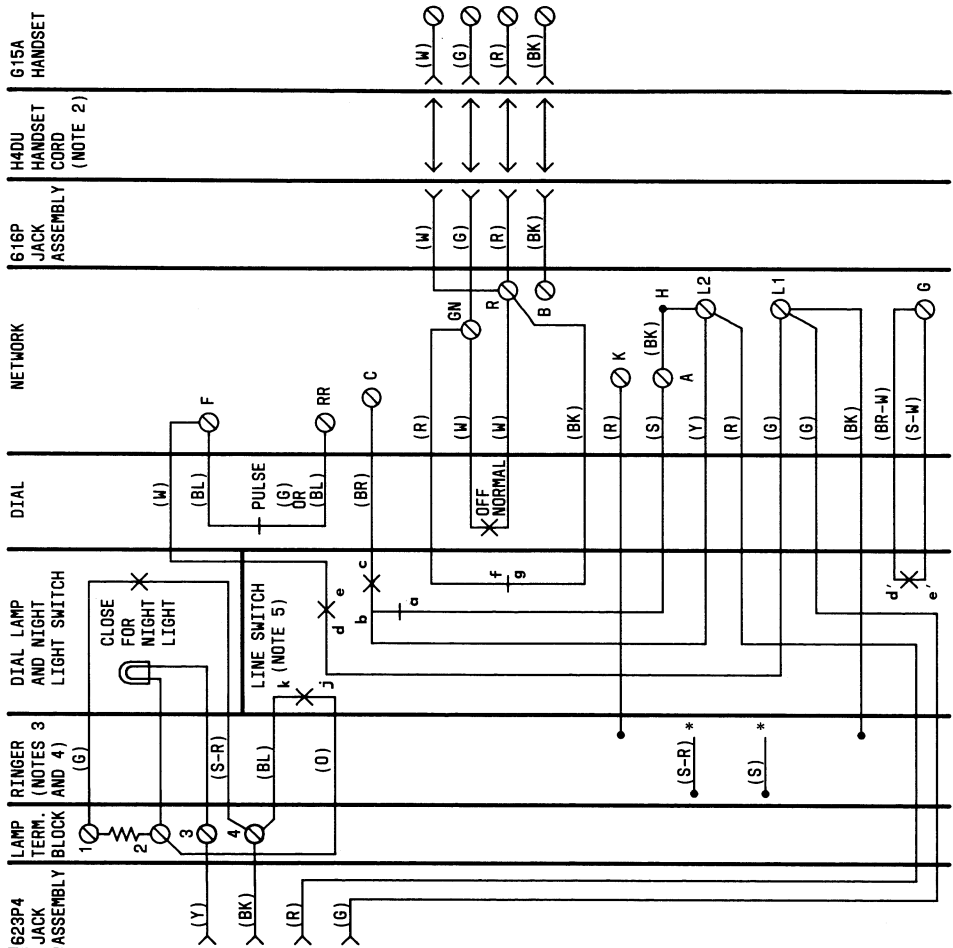 G15A
HANDSET
H4DU
HANDSET
CORD
(NOTE 2)
616P
JACK
ASSEMBLY
NETWORK
DIAL
DIAL LAMP
AND NIGHT
LIGHT SWITCH
RINGER
(NOTES 3
AND 4)
LAMP
TERM.
BLOCK
623P4
JACK
ASSEMBLY
(W)
(G)
(R)
(BK)
(W)
(G)
(R)
(BK)
GN
R
B
F
RR
C
K
H
A
L2
L1
G
(R)
(W)
(W)
(BK)
(R)
(BK)
(S)
(Y)
(R)
(G)
(G)
(BK)
(BR-W)
(S-W)
(W)
(BL)
PULSE
(G)
OR
(BL)
(BR)
OFF
NORMAL
CLOSE
FOR
NIGHT
LIGHT
LINE SWITCH
(NOTE 5)
k
j
e
d
c
b
a
f
g
d'
e'
(G)
(S-R)
(BL)
(O)
(S-R)
*
(S)
*
1
2
3
4
(Y)
(BK)
(R)
(G)